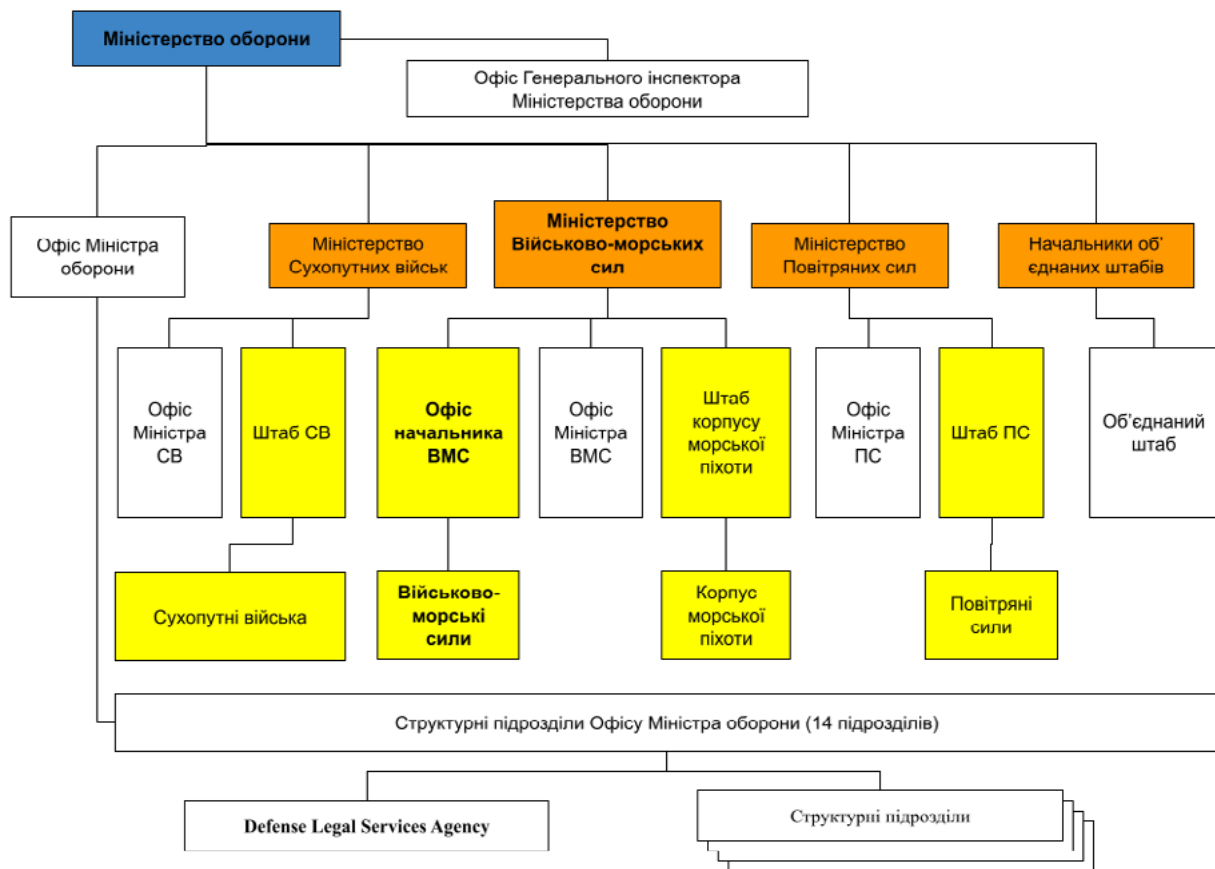 Міністерство оборони
Офіс Генерального інспектора
Міністерства оборони
Офіс Міністра
оборони
Міністерство
Сухопутних військ
Міністерство
Військово-морських
сил
Міністерство
Повітряних сил
Начальники об'
єднаних штабів
Офіс
Міністра
СВ
Штаб СВ
Офіс
начальника
ВМС
Офіс
Міністра
ВМС
Штаб
корпусу
морської
піхоти
Офіс
Міністра
ПС
Штаб ПС
Об'єднаний
штаб
Сухопутні війська
Військово-
морські
сили
Корпус
морської
піхоти
Повітряні
сили
Структурні підрозділи Офісу Міністра оборони (14 підрозділів)
Defense Legal Services Agency
Структурні підрозділи